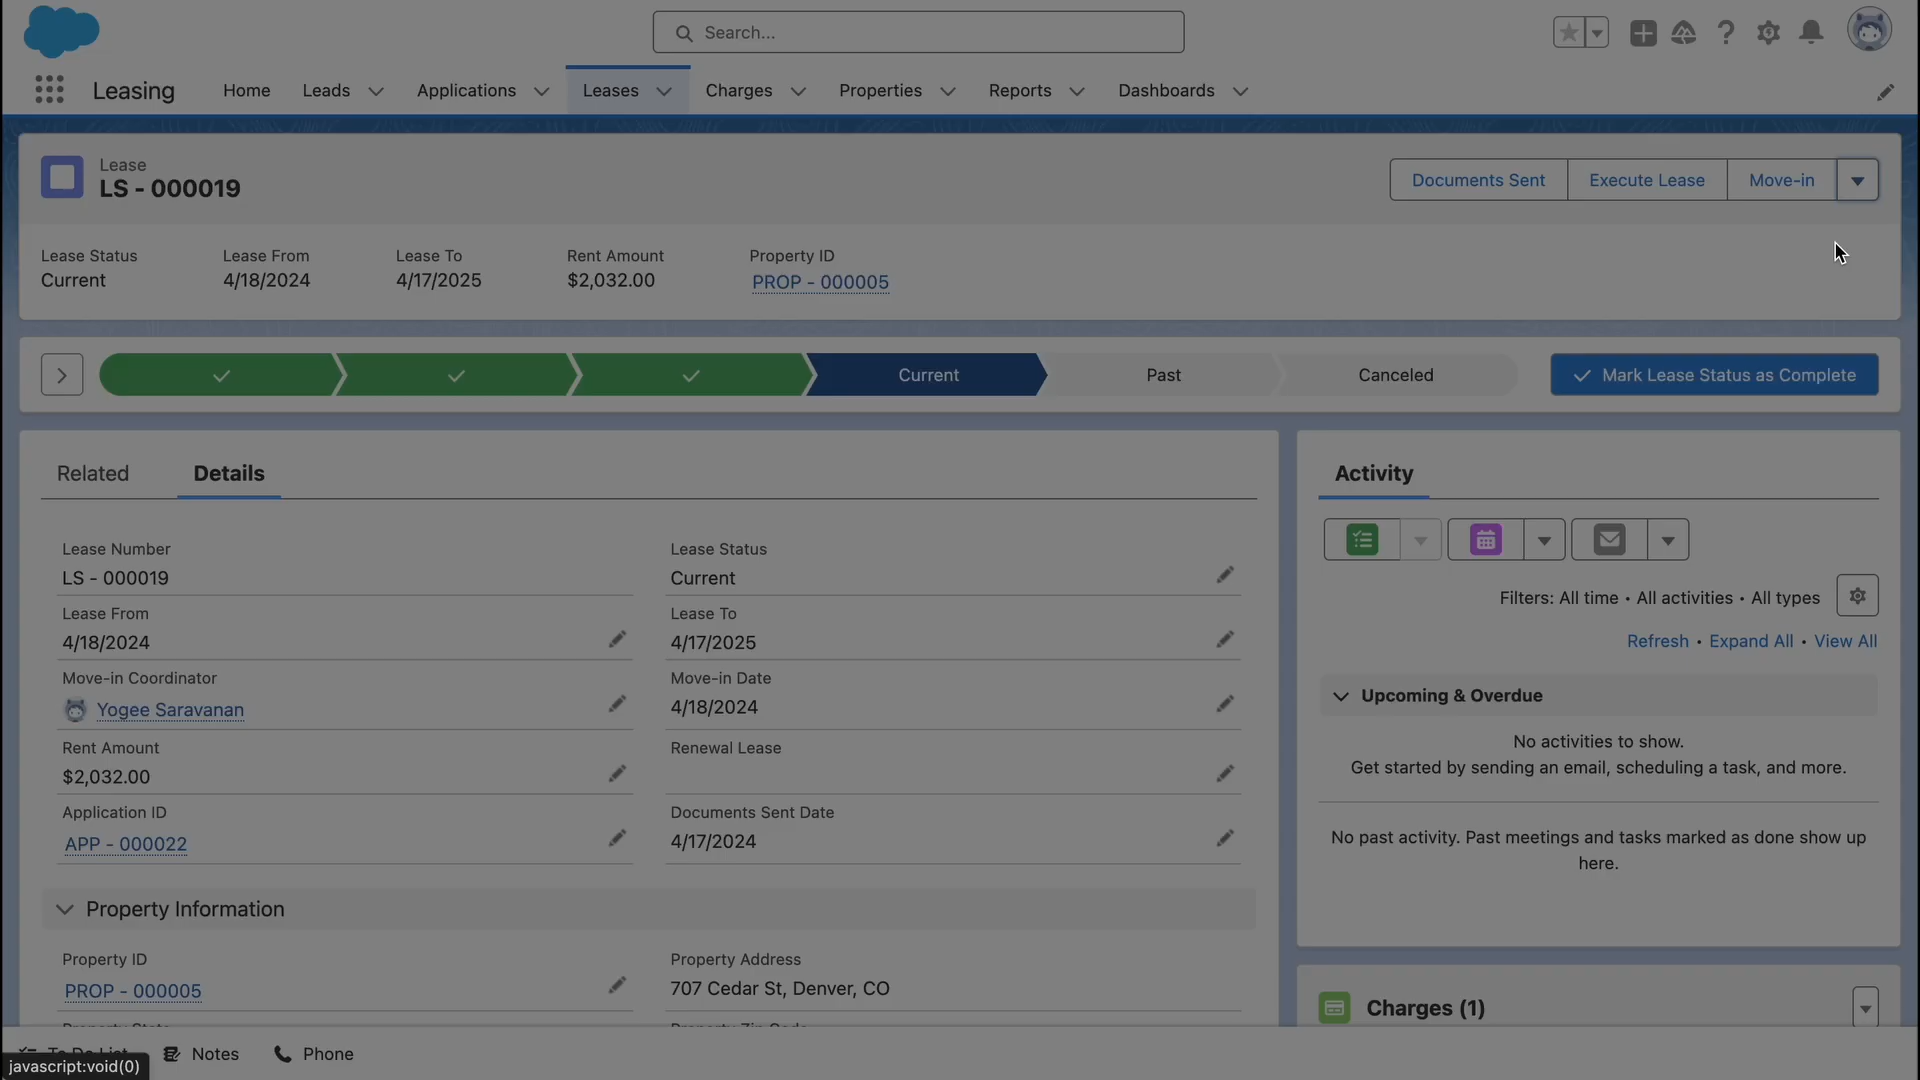 Search...
Leasing
Home
Leads
Applications
Leases
Charges
Properties
Reports
Dashboards
Lease
LS - 000019
Documents Sent
Execute Lease
Move-in
Lease Status
Current
Lease From
4/18/2024
Lease To
4/17/2025
Rent Amount
$2,032.00
Property ID
PROP - 000005
Current
Past
Canceled
Mark Lease Status as Complete
Related
Details
Lease Number
LS - 000019
Lease Status
Current
Lease From
4/18/2024
Lease To
4/17/2025
Move-in Coordinator
Yogee Saravanan
Move-in Date
4/18/2024
Rent Amount
$2,032.00
Renewal Lease
Application ID
APP - 000022
Documents Sent Date
4/17/2024
Property Information
Property ID
PROP - 000005
Property Address
707 Cedar St, Denver, CO
Activity
Filters: All time • All activities • All types
Refresh • Expand All • View All
Upcoming & Overdue
No activities to show.
Get started by sending an email, scheduling a task, and more.
No past activity. Past meetings and tasks marked as done show up
here.
Charges (1)
To Do List
Notes
Phone
javascript:void(0)